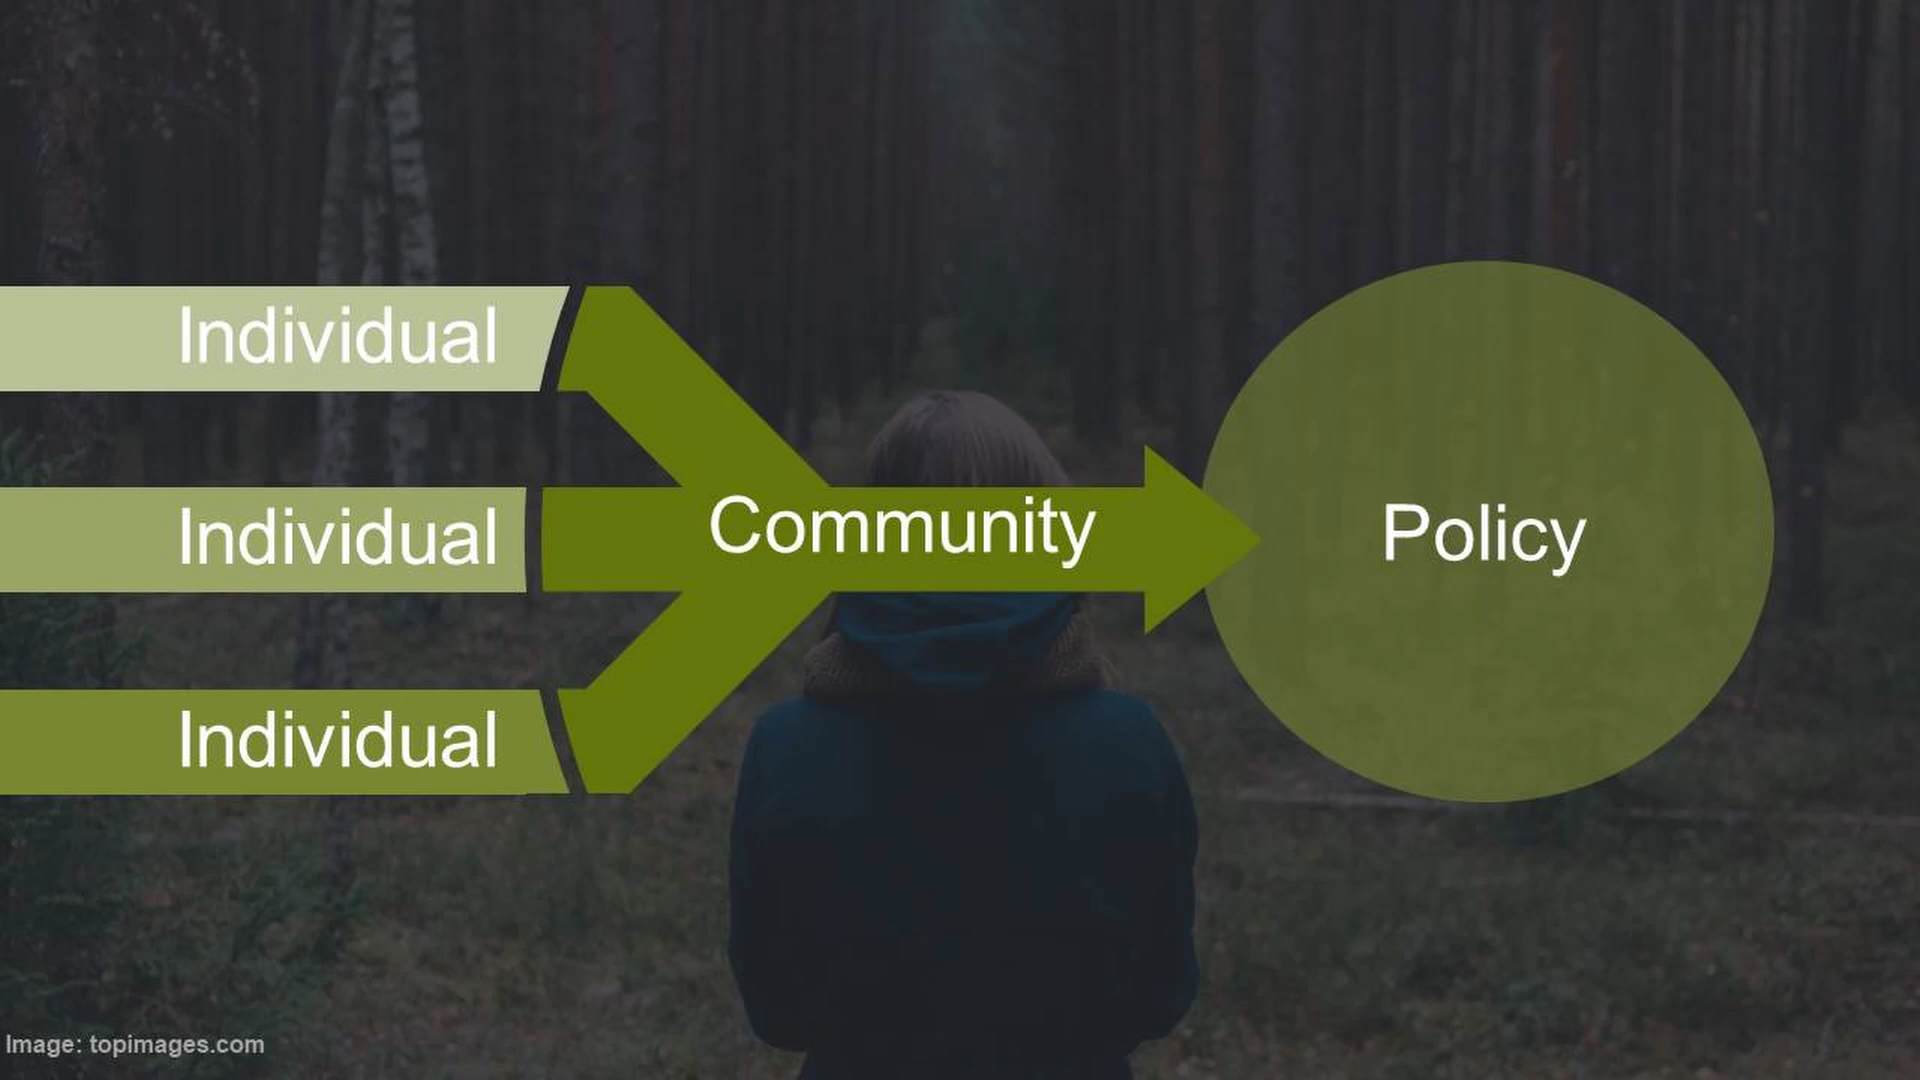 Individual
Individual
Community
Policy
Individual
Image: topimages.com